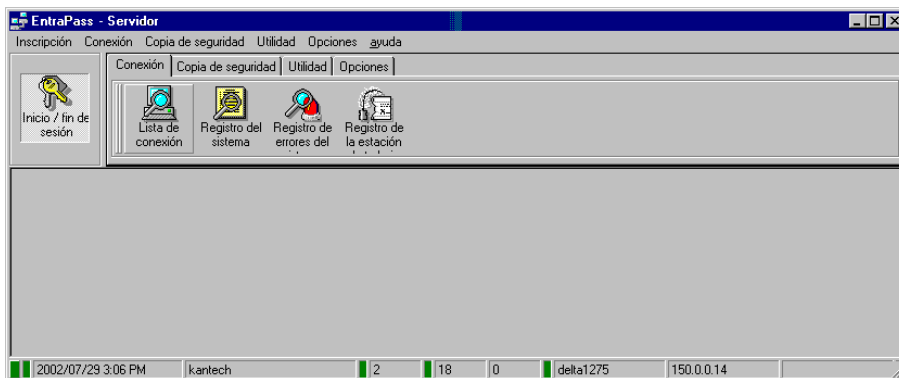 EntraPass - Servidor
Inscripción Conexión Copia de seguridad Utilidad Opciones ayuda
Conexión Copia de seguridad Utilidad Opciones
Inicio / fin de
sesión
Lista de
conexión
Registro del
sistema
Registro de
errores del
Registro de
la estación
2002/07/29 3:06 PM kantech 2 18 0 delta1275 150.0.0.14